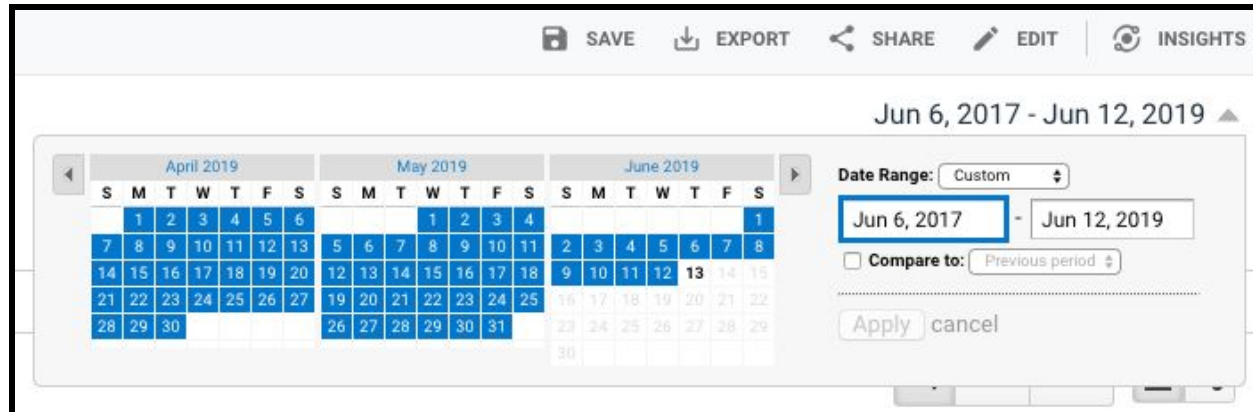 SAVE EXPORT SHARE EDIT INSIGHTS
Jun 6, 2017 - Jun 12, 2019
April 2019
S M T W T F S
1 2 3 4 5 6
7 8 9 10 11 12 13
14 15 16 17 18 19 20
21 22 23 24 25 26 27
28 29 30
May 2019
S M T W T F S
1 2 3 4
5 6 7 8 9 10 11
12 13 14 15 16 17 18
19 20 21 22 23 24 25
26 27 28 29 30 31
June 2019
S M T W T F S
1
2 3 4 5 6 7 8
9 10 11 12 13 14 15
16 17 18 19 20 21 22
23 24 25 26 27 28 29
30
Date Range: Custom
Jun 6, 2017 - Jun 12, 2019
Compare to: Previous period
Apply cancel